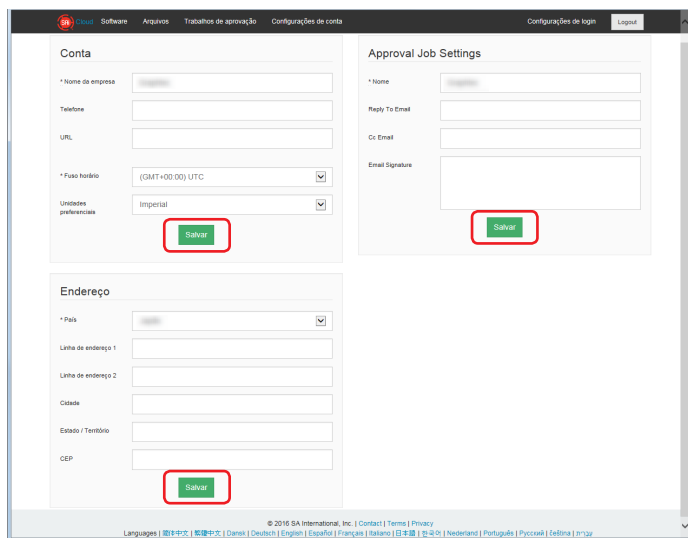 SAi Cloud Software Arquivos Trabalhos de aprovação Configurações de conta Configurações de login Logout
Conta
* Nome da empresa
Telefone
URL
* Fuso horário (GMT+00:00) UTC
Unidades
preferenciais Imperial
Salvar
Approval Job Settings
* Nome
Reply To Email
Cc Email
Email Signature
Salvar
Endereço
* País
Linha de endereço 1
Linha de endereço 2
Cidade
Estado / Território
CEP
Salvar
© 2016 SA International, Inc. | Contact | Terms | Privacy
Languages | 简体中文 | 繁體中文 | Dansk | Deutsch | English | Español | Français | Italiano | 日本語 | 한국어 | Nederland | Português | Русский | čeština | עברית